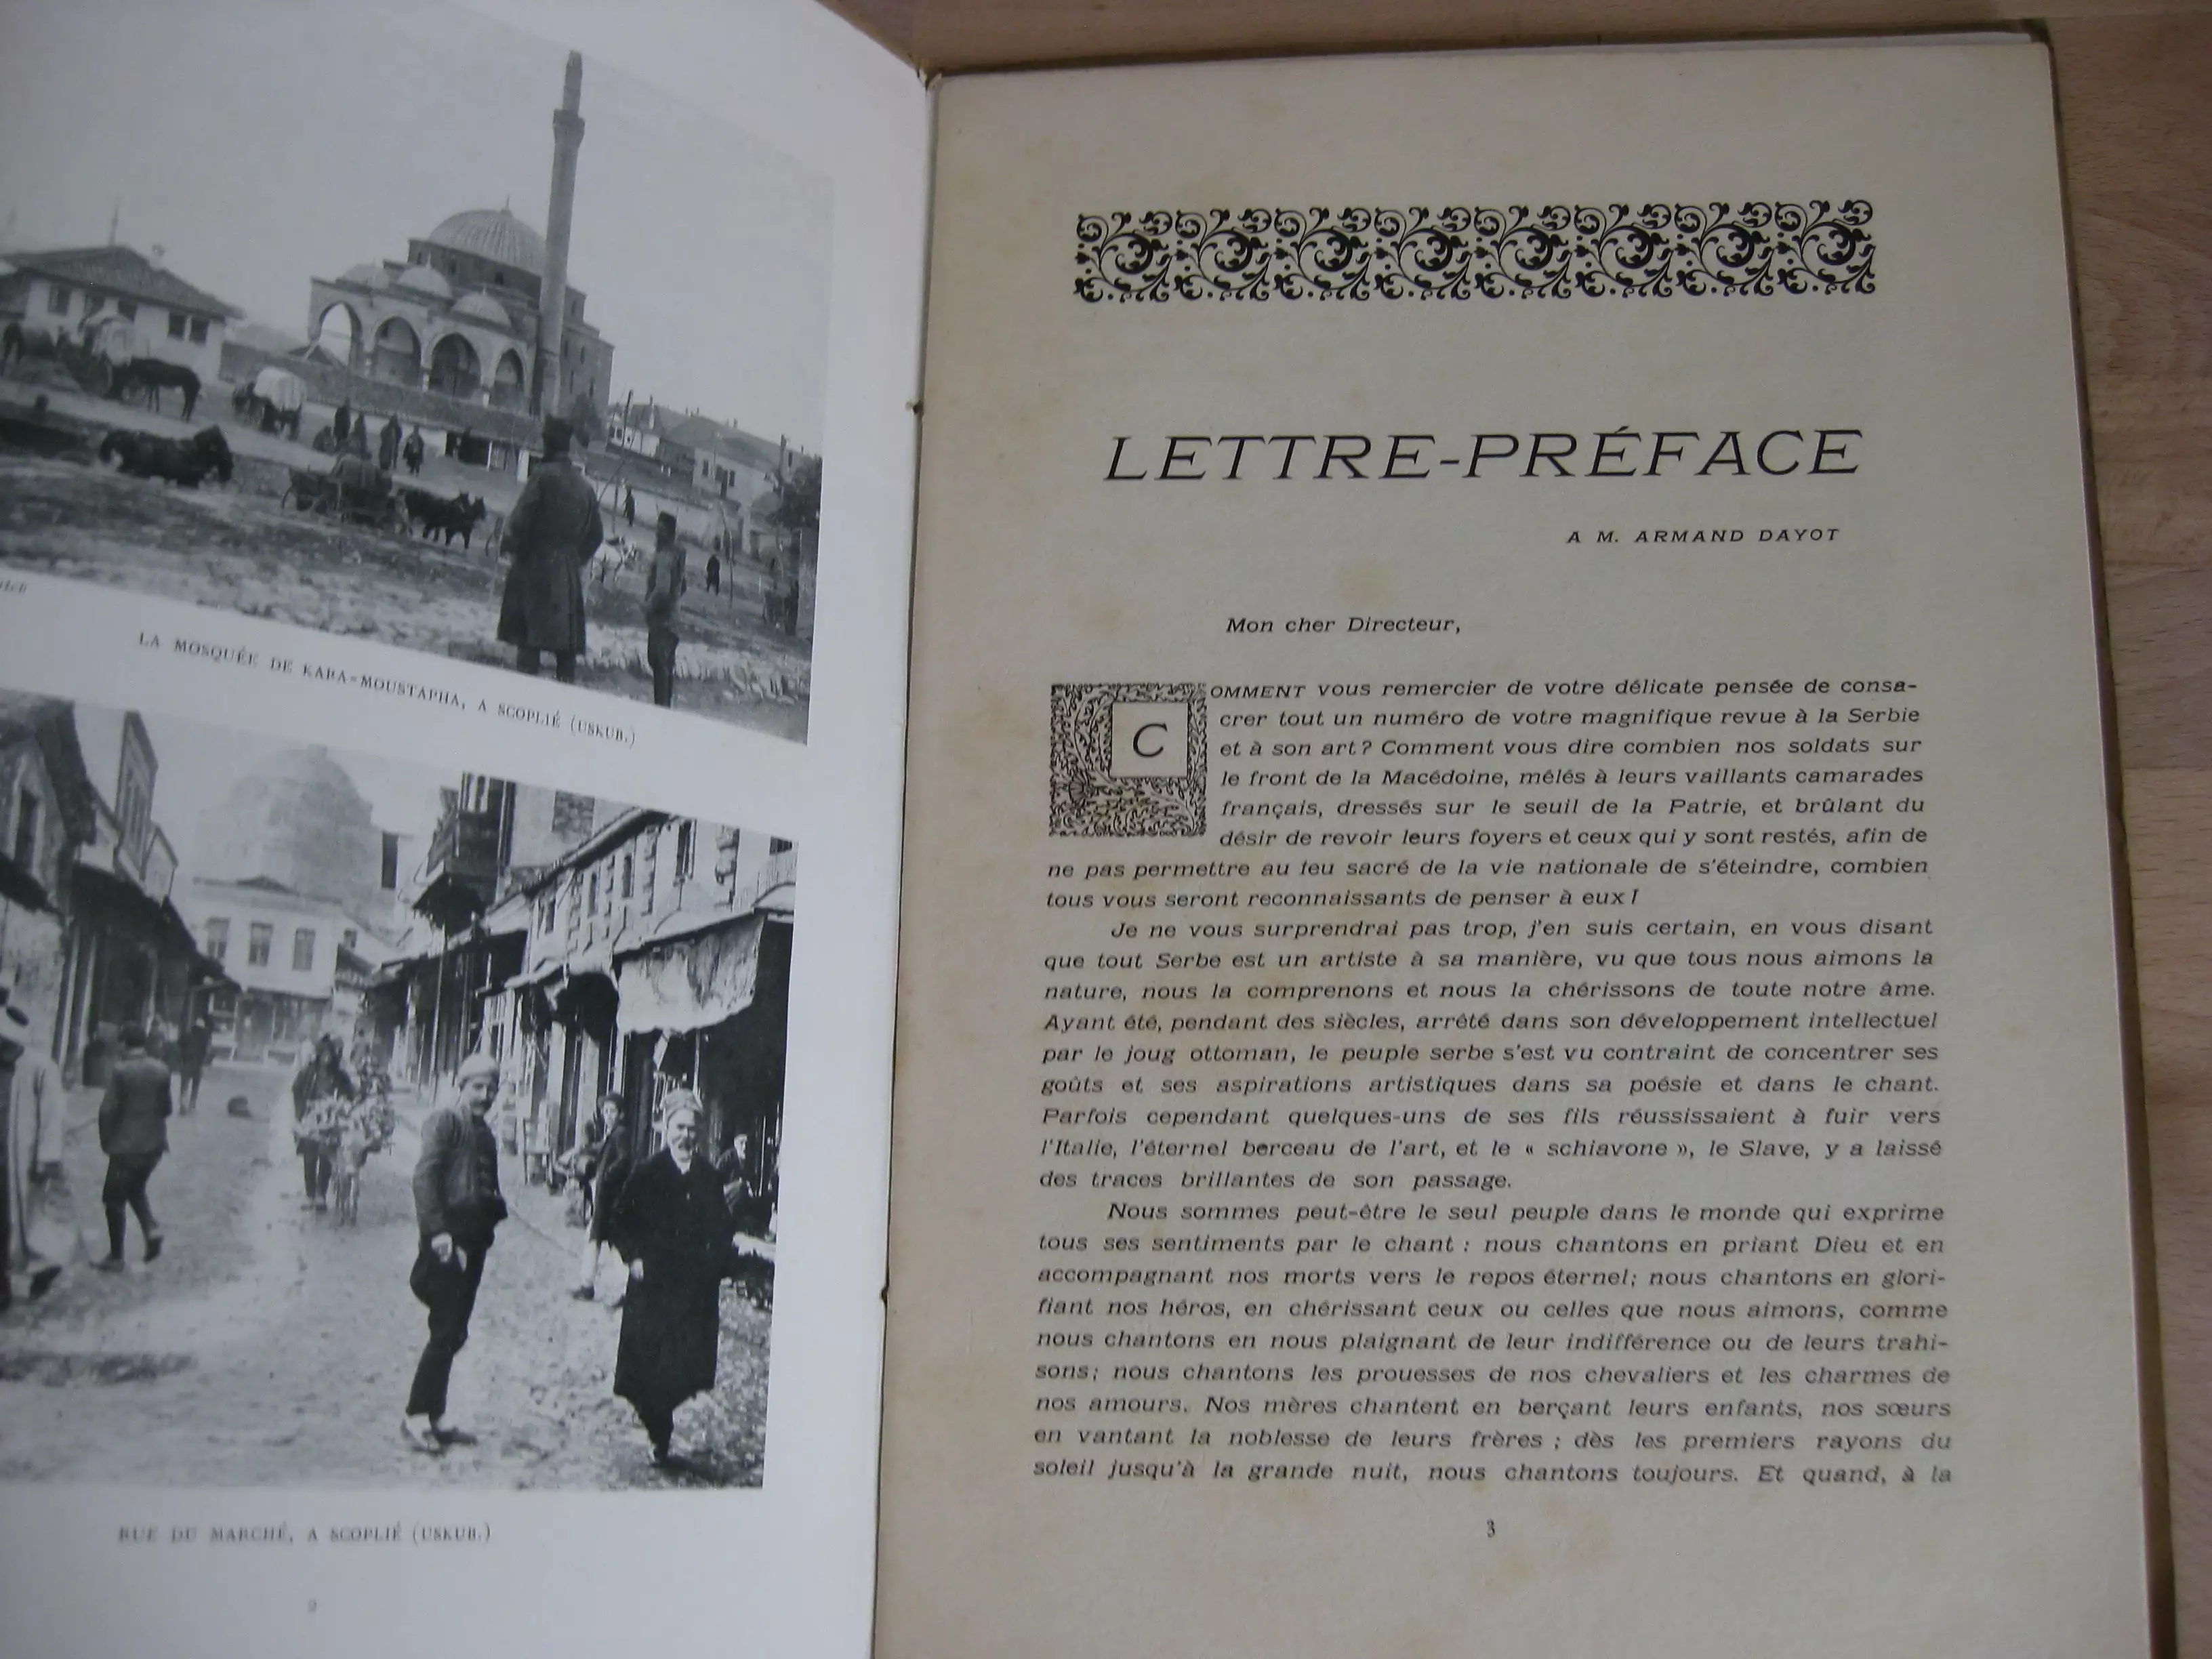 LA MOSQUÉE DE KARA-MOUSTAPHA, A SCOPLIÉ (USKUB.)
RUE DU MARCHÉ, A SCOPLIÉ (USKUB.)
LETTRE-PRÉFACE
A M. ARMAND DAYOT
Mon cher Directeur,
COMMENT vous remercier de votre délicate pensée de consa-
crer tout un numéro de votre magnifique revue à la Serbie
et à son art? Comment vous dire combien nos soldats sur
le front de la Macédoine, mêlés à leurs vaillants camarades
français, dressés sur le seuil de la Patrie, et brûlant du
désir de revoir leurs foyers et ceux qui y sont restés, afin de
ne pas permettre au feu sacré de la vie nationale de s'éteindre, combien
tous vous seront reconnaissants de penser à eux!
Je ne vous surprendrai pas trop, j'en suis certain, en vous disant
que tout Serbe est un artiste à sa manière, vu que tous nous aimons la
nature, nous la comprenons et nous la chérissons de toute notre âme.
Ayant été, pendant des siècles, arrêté dans son développement intellectuel
par le joug ottoman, le peuple serbe s'est vu contraint de concentrer ses
goûts et ses aspirations artistiques dans sa poésie et dans le chant.
Parfois cependant quelques-uns de ses fils réussissaient à fuir vers
l'Italie, l'éternel berceau de l'art, et le « schiavone », le Slave, y a laissé
des traces brillantes de son passage.
Nous sommes peut-être le seul peuple dans le monde qui exprime
tous ses sentiments par le chant : nous chantons en priant Dieu et en
accompagnant nos morts vers le repos éternel; nous chantons en glori-
fiant nos héros, en chérissant ceux ou celles que nous aimons, comme
nous chantons en nous plaignant de leur indifférence ou de leurs trahi-
sons; nous chantons les prouesses de nos chevaliers et les charmes de
nos amours. Nos mères chantent en berçant leurs enfants, nos sœurs
en vantant la noblesse de leurs frères ; dès les premiers rayons du
soleil jusqu'à la grande nuit, nous chantons toujours. Et quand, à la
3